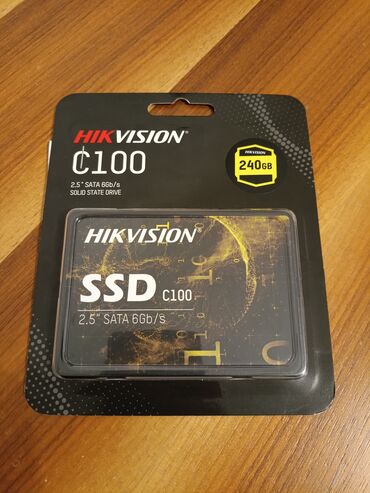 HIKVISION
C100
2.5" SATA 6Gb/s
SOLID STATE DRIVE
HIKVISION
240GB
HIKVISION
SSD C100
2.5" SATA 6Gb/s